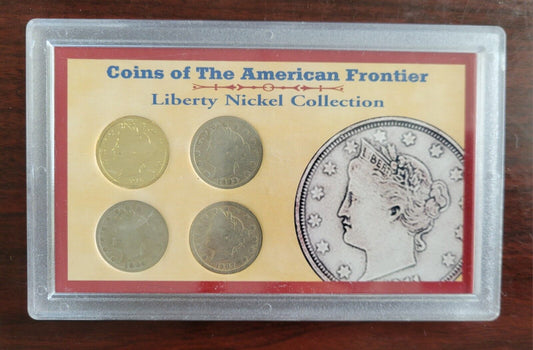 Coins of The American Frontier
Liberty Nickel Collection